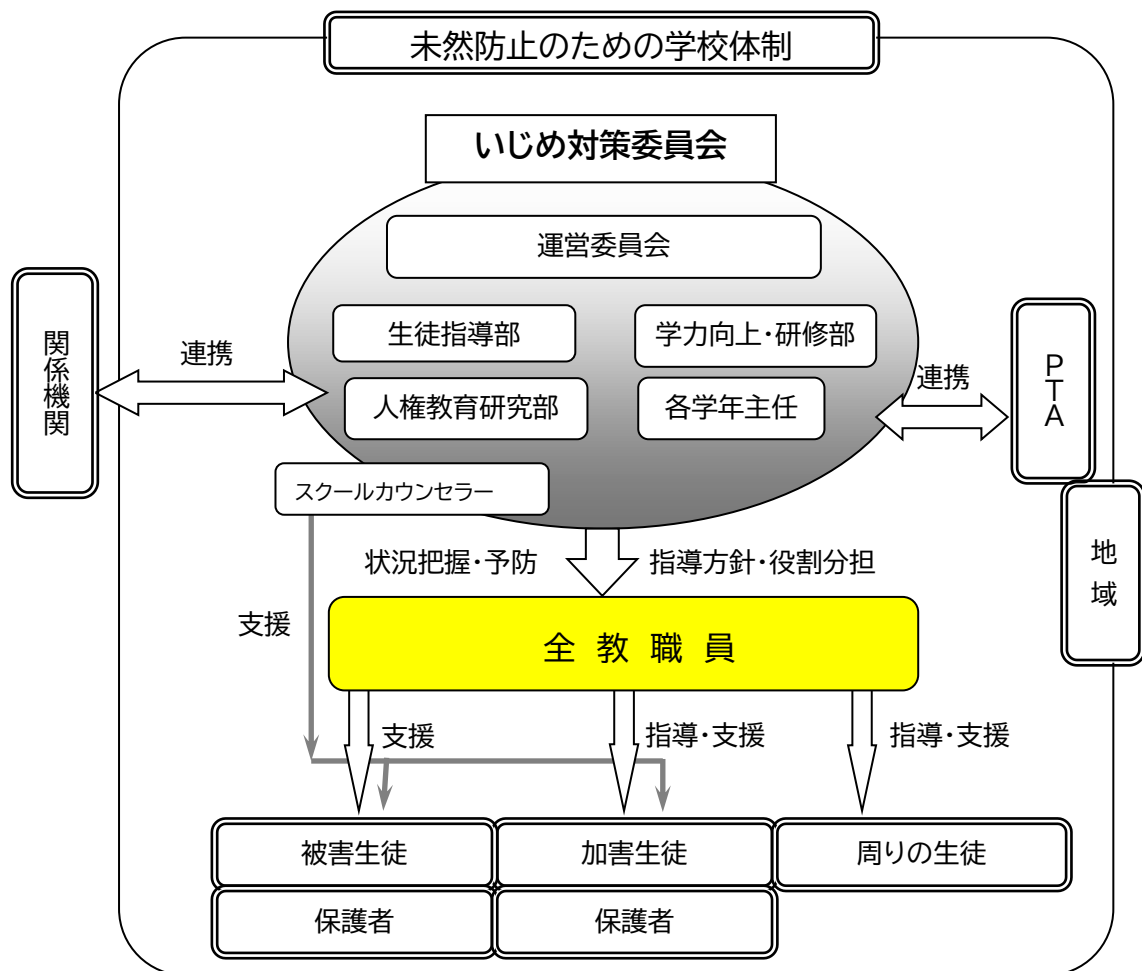 未然防止のための学校体制
いじめ対策委員会
運営委員会
生徒指導部
学力向上・研修部
人権教育研究部
各学年主任
スクールカウンセラー
関係機関
連携
連携
PTA
地域
状況把握・予防
指導方針・役割分担
支援
全教職員
支援
指導・支援
指導・支援
被害生徒
加害生徒
周りの生徒
保護者
保護者